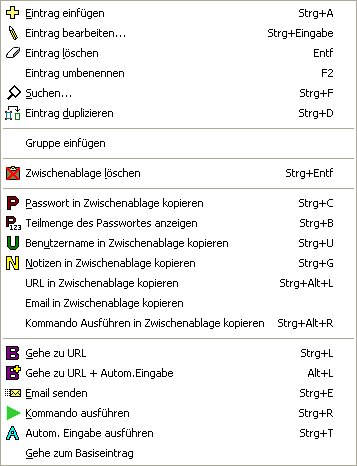 Eintrag einfügen Strg+A
Eintrag bearbeiten... Strg+Eingabe
Eintrag löschen Entf
Eintrag umbenennen F2
Suchen... Strg+F
Eintrag duplizieren Strg+D
Gruppe einfügen
Zwischenablage löschen Strg+Entf
P Passwort in Zwischenablage kopieren Strg+C
P123 Teilmenge des Passwortes anzeigen Strg+B
U Benutzername in Zwischenablage kopieren Strg+U
N Notizen in Zwischenablage kopieren Strg+G
URL in Zwischenablage kopieren Strg+Alt+L
Email in Zwischenablage kopieren
Kommando Ausführen in Zwischenablage kopieren Strg+Alt+R
B Gehe zu URL Strg+L
B Gehe zu URL + Autom.Eingabe Alt+L
Email senden Strg+E
Kommando ausführen Strg+R
A Autom. Eingabe ausführen Strg+T
Gehe zum Basiseintrag